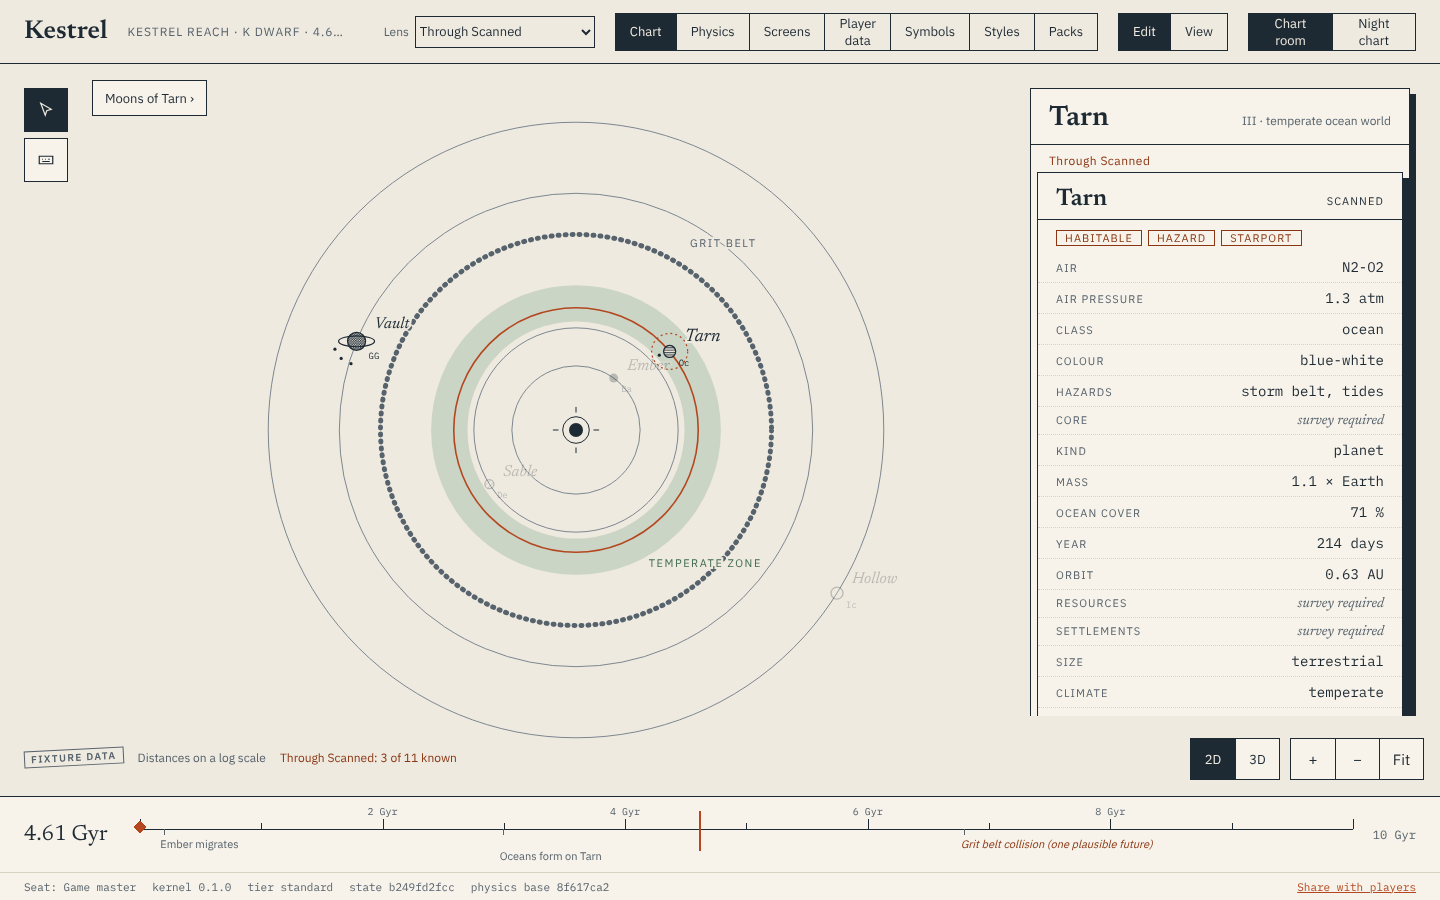 Kestrel
KESTREL REACH · K DWARF · 4.6…
Lens
Through Scanned
Chart
Physics
Screens
Player data
Symbols
Styles
Packs
Edit
View
Chart room
Night chart
Moons of Tarn ›
GRIT BELT
Vault
GG
Tarn
Oc
Ember
Ba
Sable
De
TEMPERATE ZONE
Hollow
Ic
Tarn
III · temperate ocean world
Through Scanned
Tarn
SCANNED
HABITABLE
HAZARD
STARPORT
AIR N2-O2
AIR PRESSURE 1.3 atm
CLASS ocean
COLOUR blue-white
HAZARDS storm belt, tides
CORE survey required
KIND planet
MASS 1.1 × Earth
OCEAN COVER 71 %
YEAR 214 days
ORBIT 0.63 AU
RESOURCES survey required
SETTLEMENTS survey required
SIZE terrestrial
CLIMATE temperate
FIXTURE DATA
Distances on a log scale
Through Scanned: 3 of 11 known
2D
3D
+
−
Fit
4.61 Gyr
2 Gyr
4 Gyr
6 Gyr
8 Gyr
10 Gyr
Ember migrates
Oceans form on Tarn
Grit belt collision (one plausible future)
Seat: Game master kernel 0.1.0 tier standard state b249fd2fcc physics base 8f617ca2
Share with players